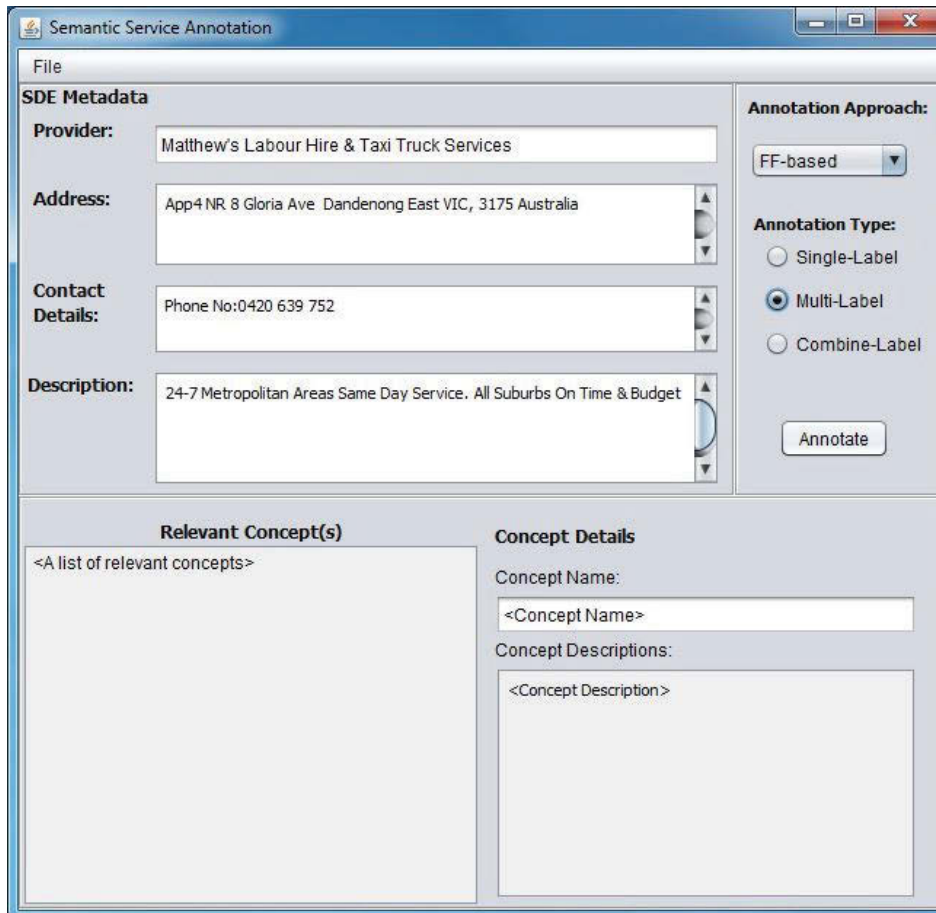 Semantic Service Annotation
File
SDE Metadata
Provider:
Matthew's Labour Hire & Taxi Truck Services
Address:
App4 NR 8 Gloria Ave  Dandenong East VIC, 3175 Australia
Contact
Details:
Phone No:0420 639 752
Description:
24-7 Metropolitan Areas Same Day Service. All Suburbs On Time & Budget
Annotation Approach:
FF-based
Annotation Type:
Single-Label
Multi-Label
Combine-Label
Annotate
Relevant Concept(s)
<A list of relevant concepts>
Concept Details
Concept Name:
<Concept Name>
Concept Descriptions:
<Concept Description>